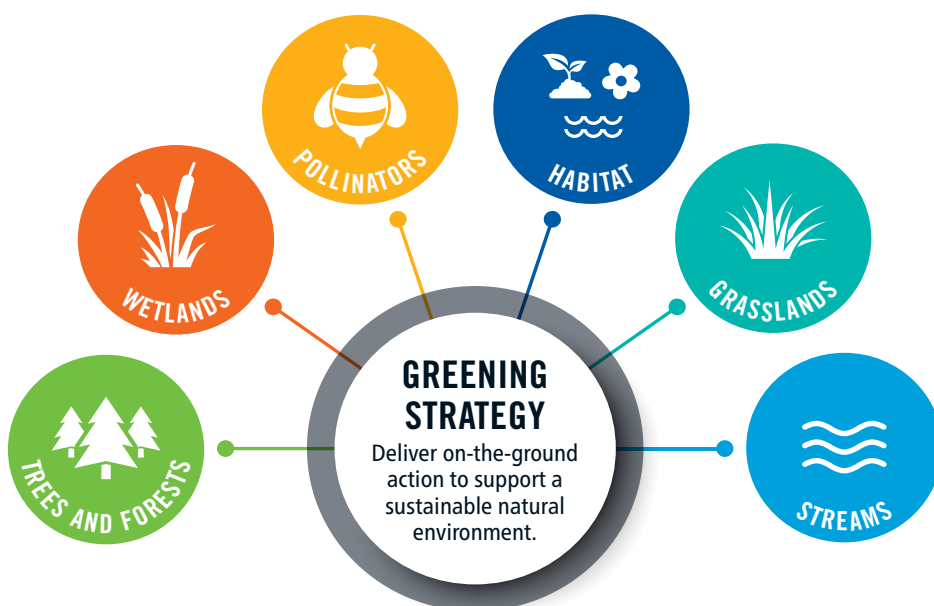 POLLINATORS
HABITAT
WETLANDS
GRASSLANDS
TREES AND FORESTS
STREAMS
GREENING
STRATEGY
Deliver on-the-ground
action to support a
sustainable natural
environment.